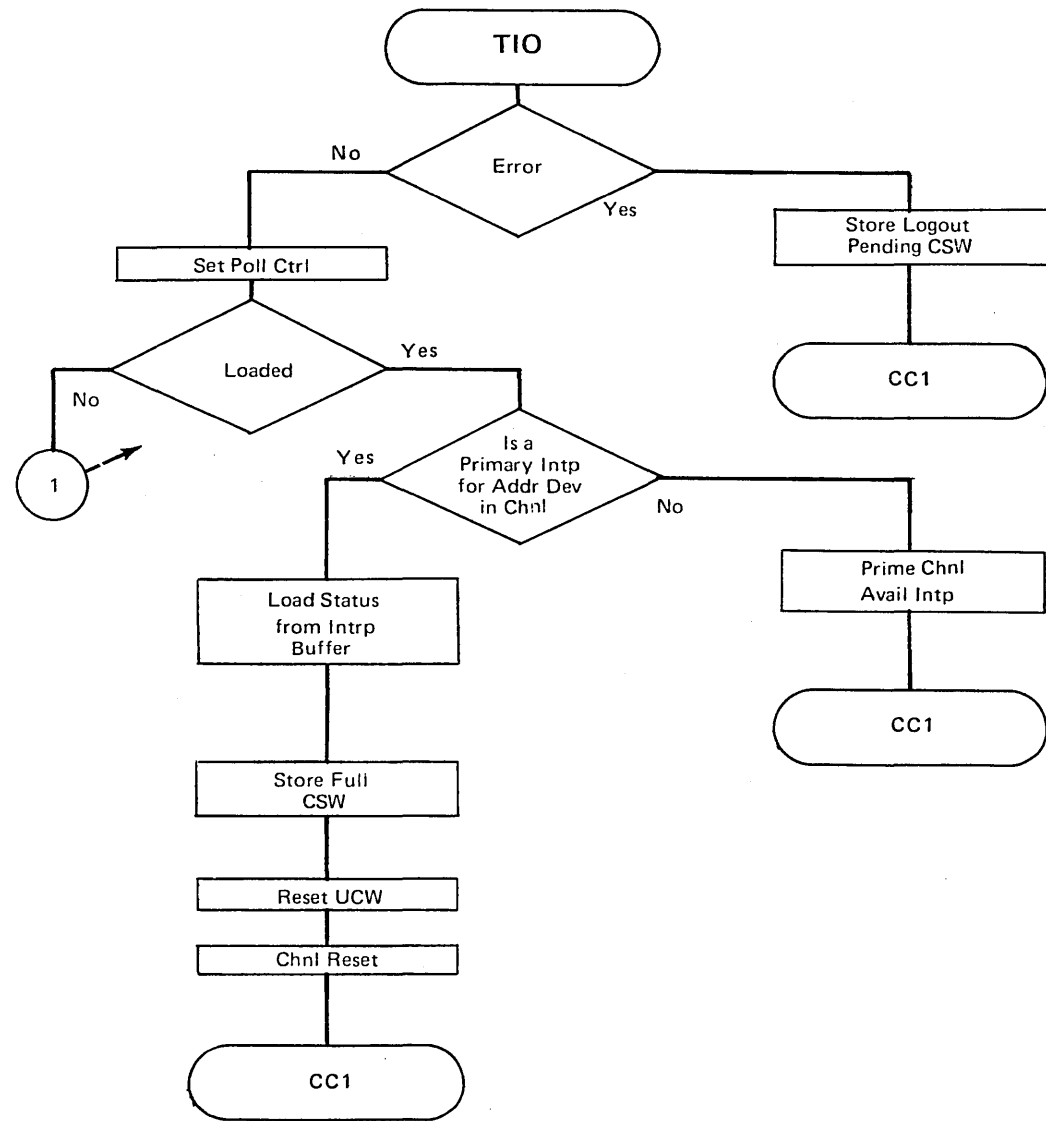 TIO
Error
No
Yes
Store Logout
Pending CSW
CC1
Set Poll Ctrl
Loaded
No
Yes
1
Is a
Primary Intp
for Addr Dev
in Chnl
Yes
No
Prime Chnl
Avail Intp
CC1
Load Status
from Intrp
Buffer
Store Full
CSW
Reset UCW
Chnl Reset
CC1